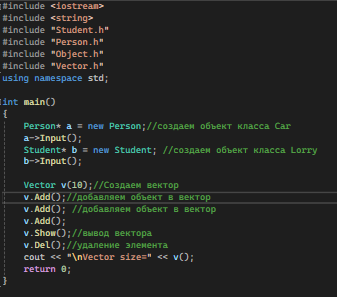 #include <iostream>
#include <string>
#include "Student.h"
#include "Person.h"
#include "Object.h"
#include "Vector.h"
using namespace std;
int main()
{
Person* a = new Person;//создаем объект класса Car
a->Input();
Student* b = new Student; //создаем объект класса Lorry
b->Input();
Vector v(10);//Создаем вектор
v.Add();//добавляем объект в вектор
v.Add(); //добавляем объект в вектор
v.Add();
v.Show();//вывод вектора
v.Del();//удаление элемента
cout << "\nVector size=" << v();
return 0;
}